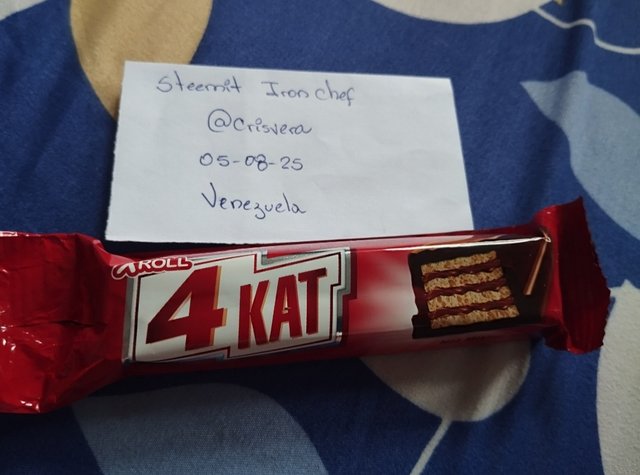 Steemit Iron Chef
@Crisvera
05-08-25
Venezuela
ROLL
4 KAT